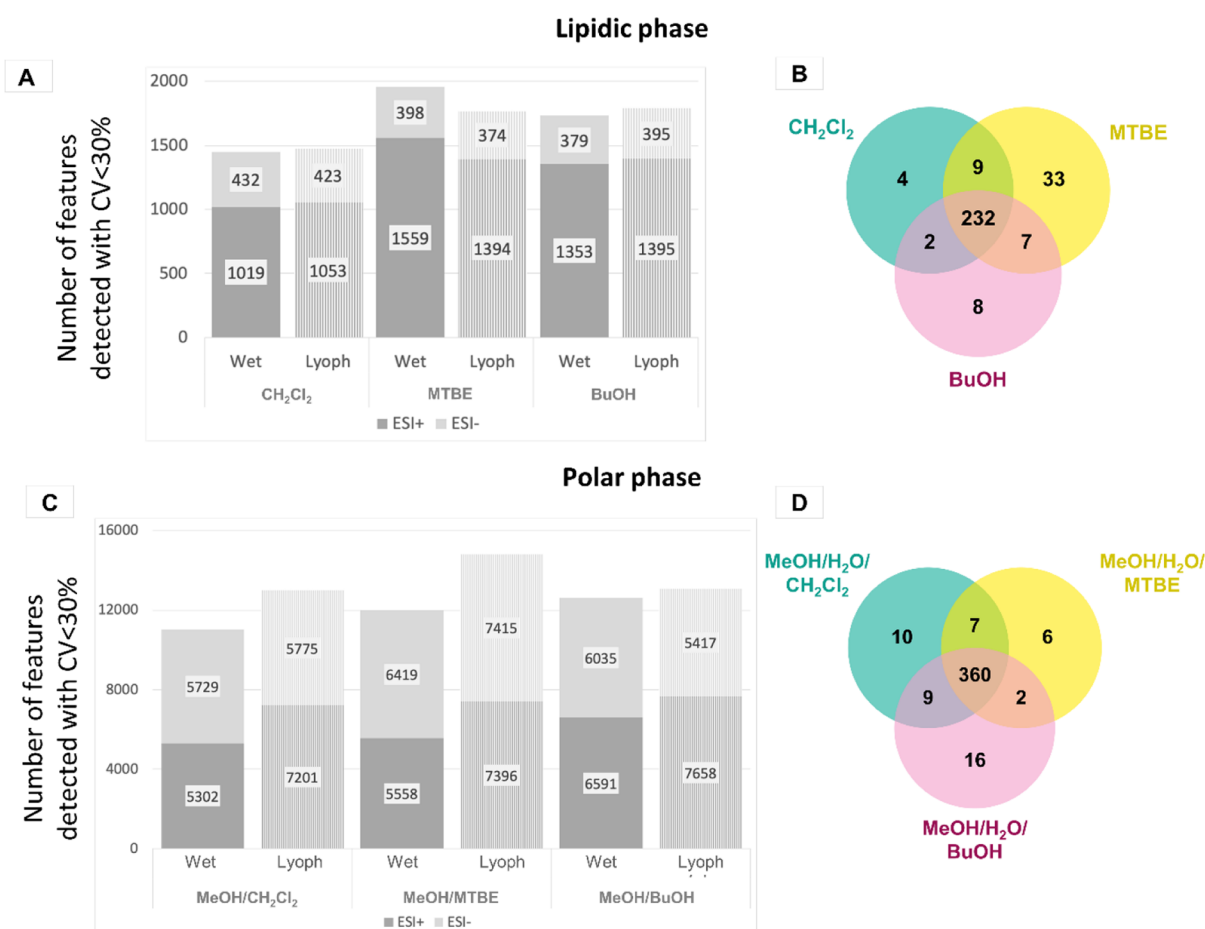 Lipidic phase
A
Number of features
detected with CV<30%
2000
1500
1000
500
0
432
423
398
374
379
395
1019
1053
1559
1394
1353
1395
Wet
Lyoph
Wet
Lyoph
Wet
Lyoph
CH₂Cl₂
MTBE
BuOH
ESI+
ESI-
B
CH₂Cl₂
MTBE
4
9
33
232
2
7
8
BuOH
Polar phase
C
Number of features
detected with CV<30%
16000
12000
8000
4000
0
5729
5775
6419
7415
6035
5417
5302
7201
5558
7396
6591
7658
Wet
Lyoph
Wet
Lyoph
Wet
Lyoph
MeOH/CH₂Cl₂
MeOH/MTBE
MeOH/BuOH
ESI+
ESI-
D
MeOH/H₂O/
CH₂Cl₂
MeOH/H₂O/
MTBE
10
7
6
360
9
2
16
MeOH/H₂O/
BuOH